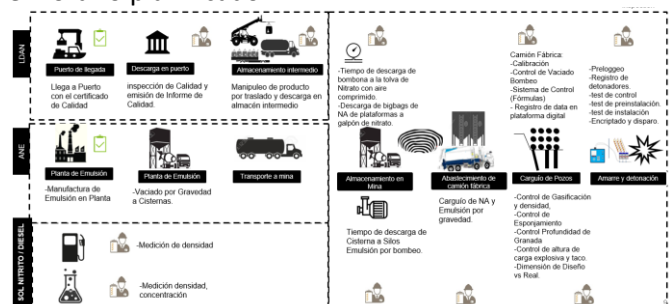 LDAN
Puerto de llegada
Llega a Puerto
con el certificado
de Calidad
Descarga en puerto
inspección de Calidad y
emisión de Informe de
Calidad.
Almacenamiento intermedio
Manipuleo de producto
por traslado y descarga en
almacén intermedio
ANE
Planta de Emulsión
-Manufactura de
Emulsión en Planta
Planta de Emulsión
-Vaciado por Gravedad
a Cisternas.
Transporte a mina
SOL NITRITO / DIESEL
-Medición de densidad
-Medición densidad,
concentración
-Tiempo de descarga de
bombona a la tolva de
Nitrato con aire
comprimido.
-Descarga de bigbags de
NA de plataformas a
galpón de nitrato.
Almacenamiento en
Mina
Tiempo de descarga de
Cisterna a Silos
Emulsión por bombeo.
Abastecimiento de
camión fábrica
Carguío de NA y
Emulsión por
gravedad.
Camión Fábrica:
-Calibración
-Control de Vaciado
Bombeo
-Sistema de Control
(Fórmulas)
- Registro de data en
plataforma digital
Carguío de Pozos
-Control de Gasificación
y densidad,
-Control de
Esponjamiento
-Control Profundidad de
Granada
-Control de altura de
carga explosiva y taco.
-Dimensión de Diseño
vs Real.
-Preloggeo
-Registro de
detonadores.
-test de control
-test de preinstalación.
-test de instalación
-Encriptado y disparo.
Amarre y detonación